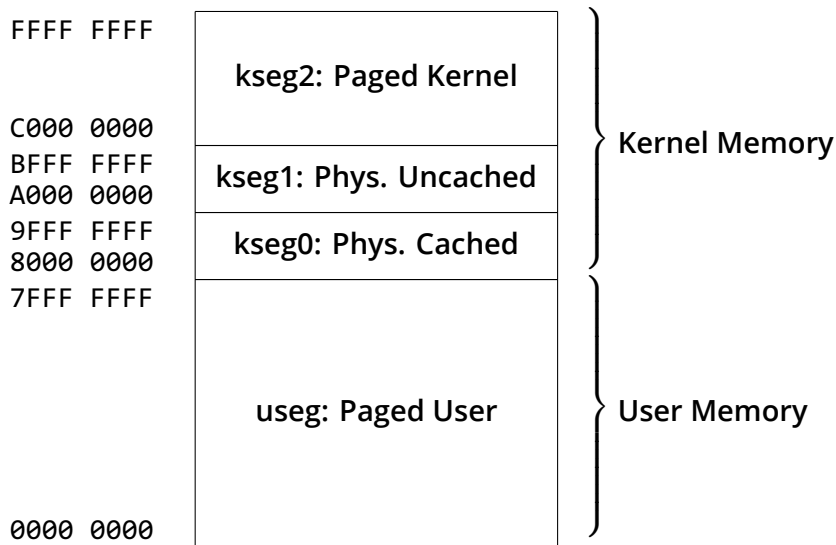 FFFF FFFF
kseg2: Paged Kernel
C000 0000
Kernel Memory
BFFF FFFF
kseg1: Phys. Uncached
A000 0000
9FFF FFFF
kseg0: Phys. Cached
8000 0000
7FFF FFFF
useg: Paged User
User Memory
0000 0000